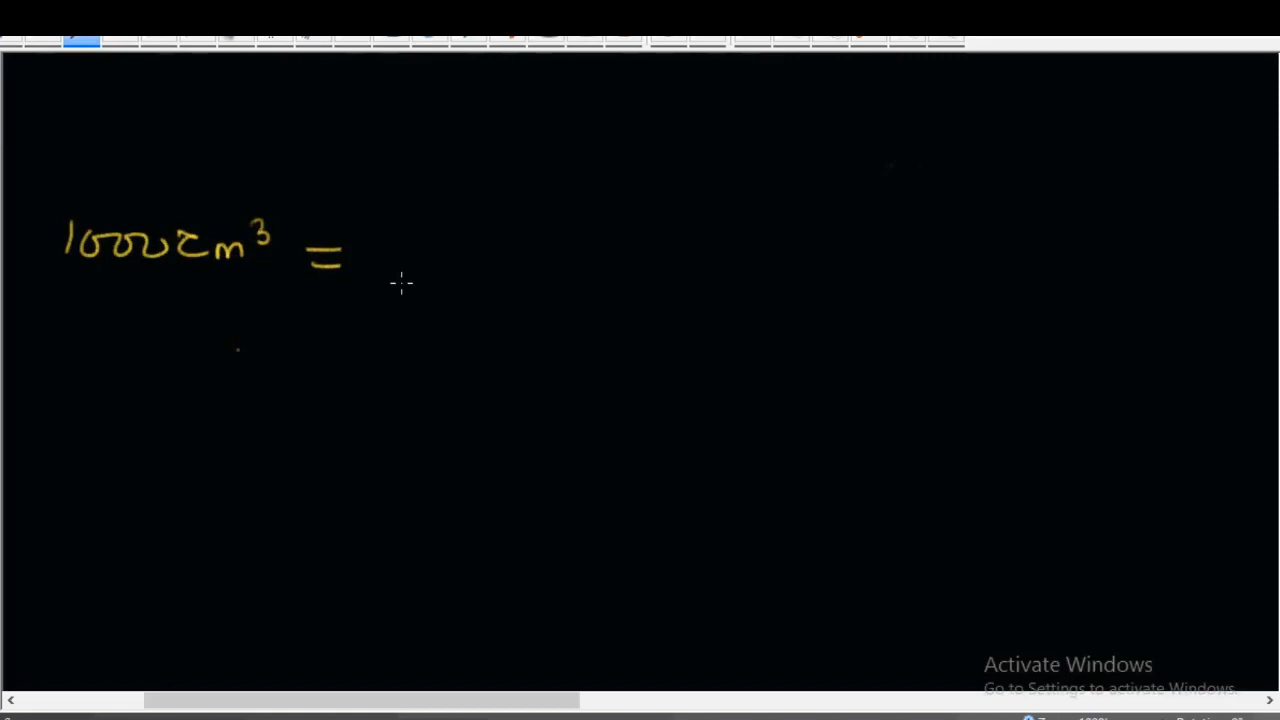 1000cm³ =
Activate Windows
Go to Settings to activate Windows.